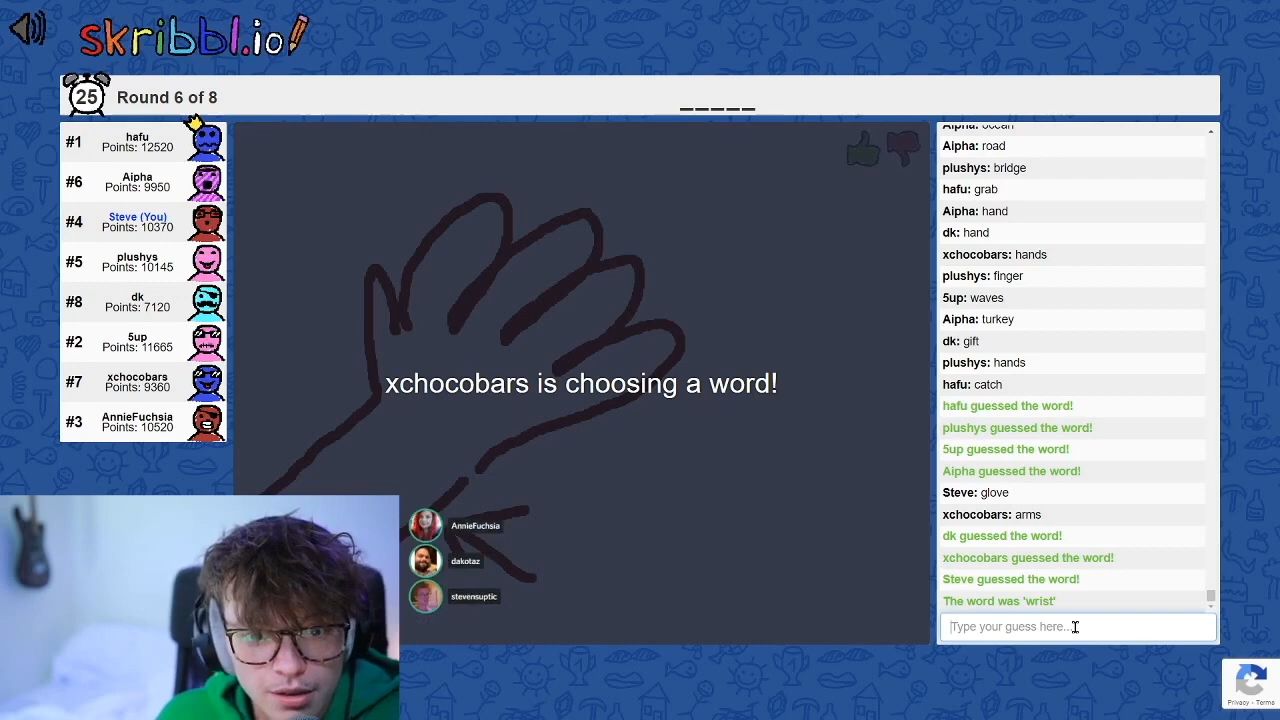 skribbl.io
25
Round 6 of 8
_____
#1
hafu
Points: 12520
#6
Aipha
Points: 9950
#4
Steve (You)
Points: 10370
#5
plushys
Points: 10145
#8
dk
Points: 7120
#2
5up
Points: 11665
#7
xchocobars
Points: 9360
#3
AnnieFuchsia
Points: 10520
xchocobars is choosing a word!
AnnieFuchsia
dakotaz
stevensuptic
Aipha: ocean
Aipha: road
plushys: bridge
hafu: grab
Aipha: hand
dk: hand
xchocobars: hands
plushys: finger
5up: waves
Aipha: turkey
dk: gift
plushys: hands
hafu: catch
hafu guessed the word!
plushys guessed the word!
5up guessed the word!
Aipha guessed the word!
Steve: glove
xchocobars: arms
dk guessed the word!
xchocobars guessed the word!
Steve guessed the word!
The word was 'wrist'
Type your guess here...
Privacy - Terms